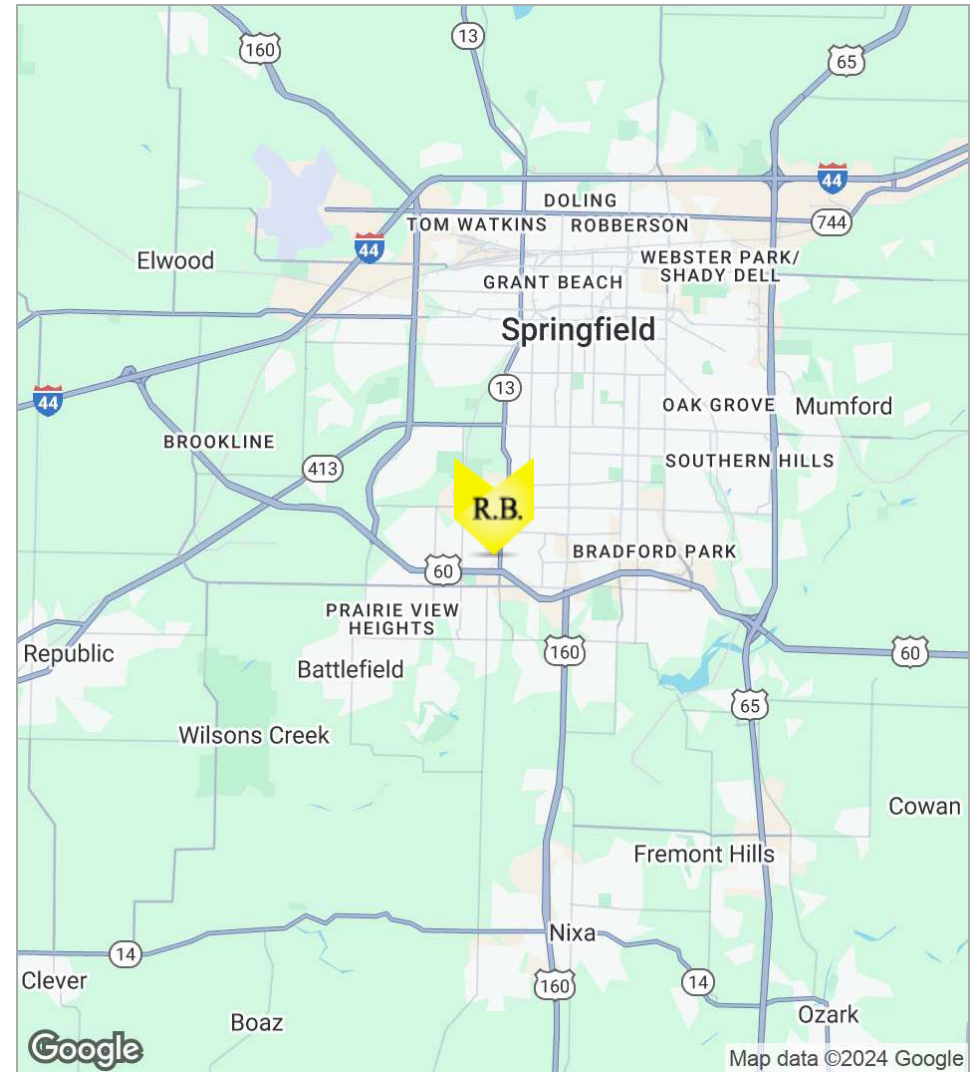 160
13
65
44
DOLING
744
TOM WATKINS
ROBBERSON
44
Elwood
WEBSTER PARK/
SHADY DELL
GRANT BEACH
Springfield
13
44
OAK GROVE
Mumford
BROOKLINE
413
SOUTHERN HILLS
R.B.
BRADFORD PARK
60
PRAIRIE VIEW
HEIGHTS
Republic
160
60
Battlefield
65
Wilsons Creek
Cowan
Fremont Hills
Nixa
14
Clever
160
14
Boaz
Ozark
Google
Map data ©2024 Google